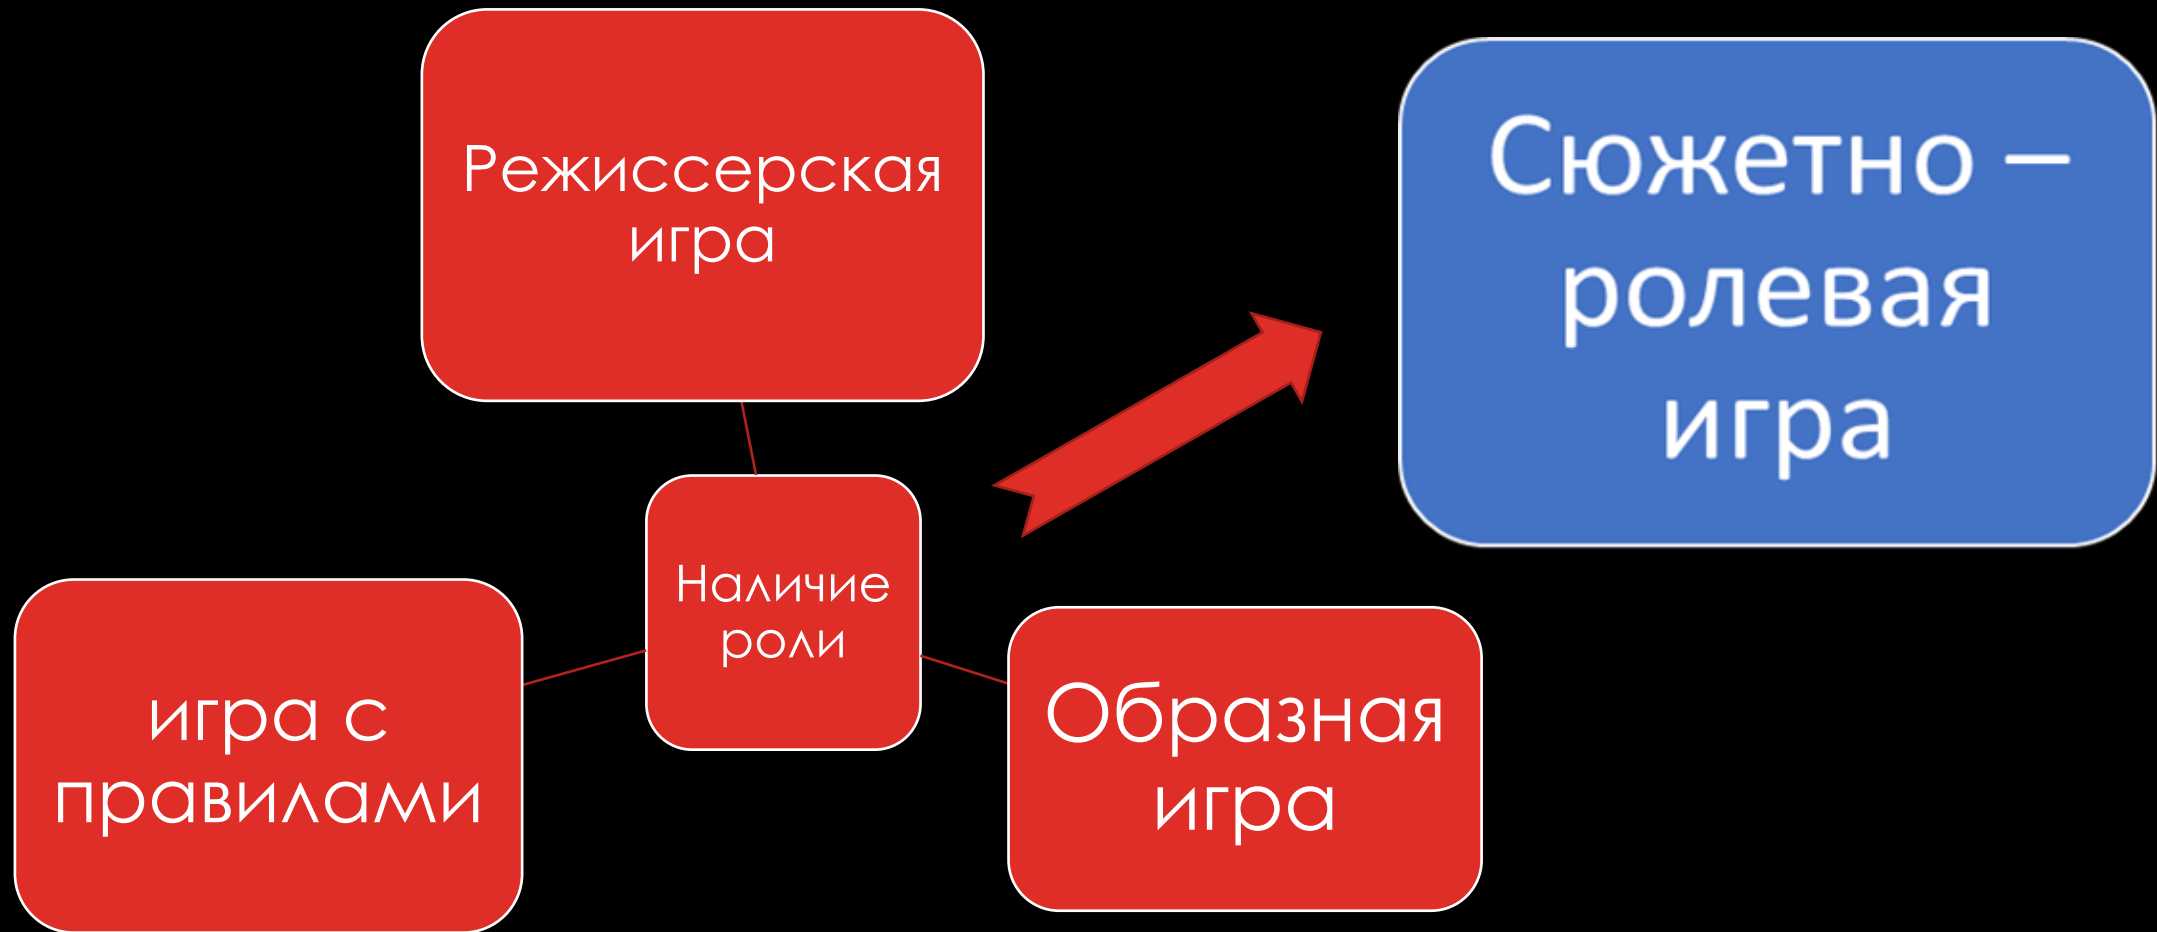 Режиссерская
игра
Сюжетно –
ролевая
игра
Наличие
роли
игра с
правилами
Образная
игра